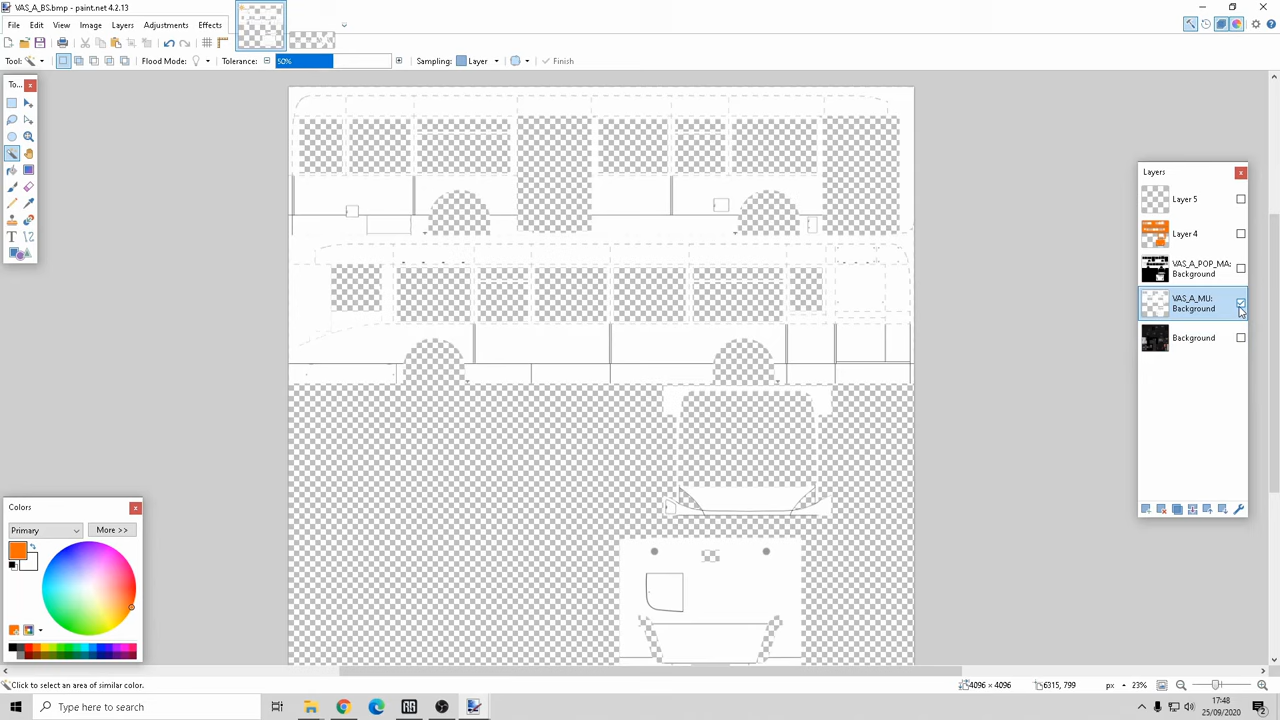 VAS_A_BS.bmp - paint.net 4.2.13
File Edit View Image Layers Adjustments Effects
Tool: Flood Mode: Tolerance: 50% Sampling: Layer Finish
To...
Layers
Layer 5
Layer 4
VAS_A_POP_MA:
Background
VAS_A_MU:
Background
Background
Colors
Primary
More >>
Click to select an area of similar color.
4096 × 4096
6315, 799
px
23%
Type here to search
17:48
25/09/2020
2